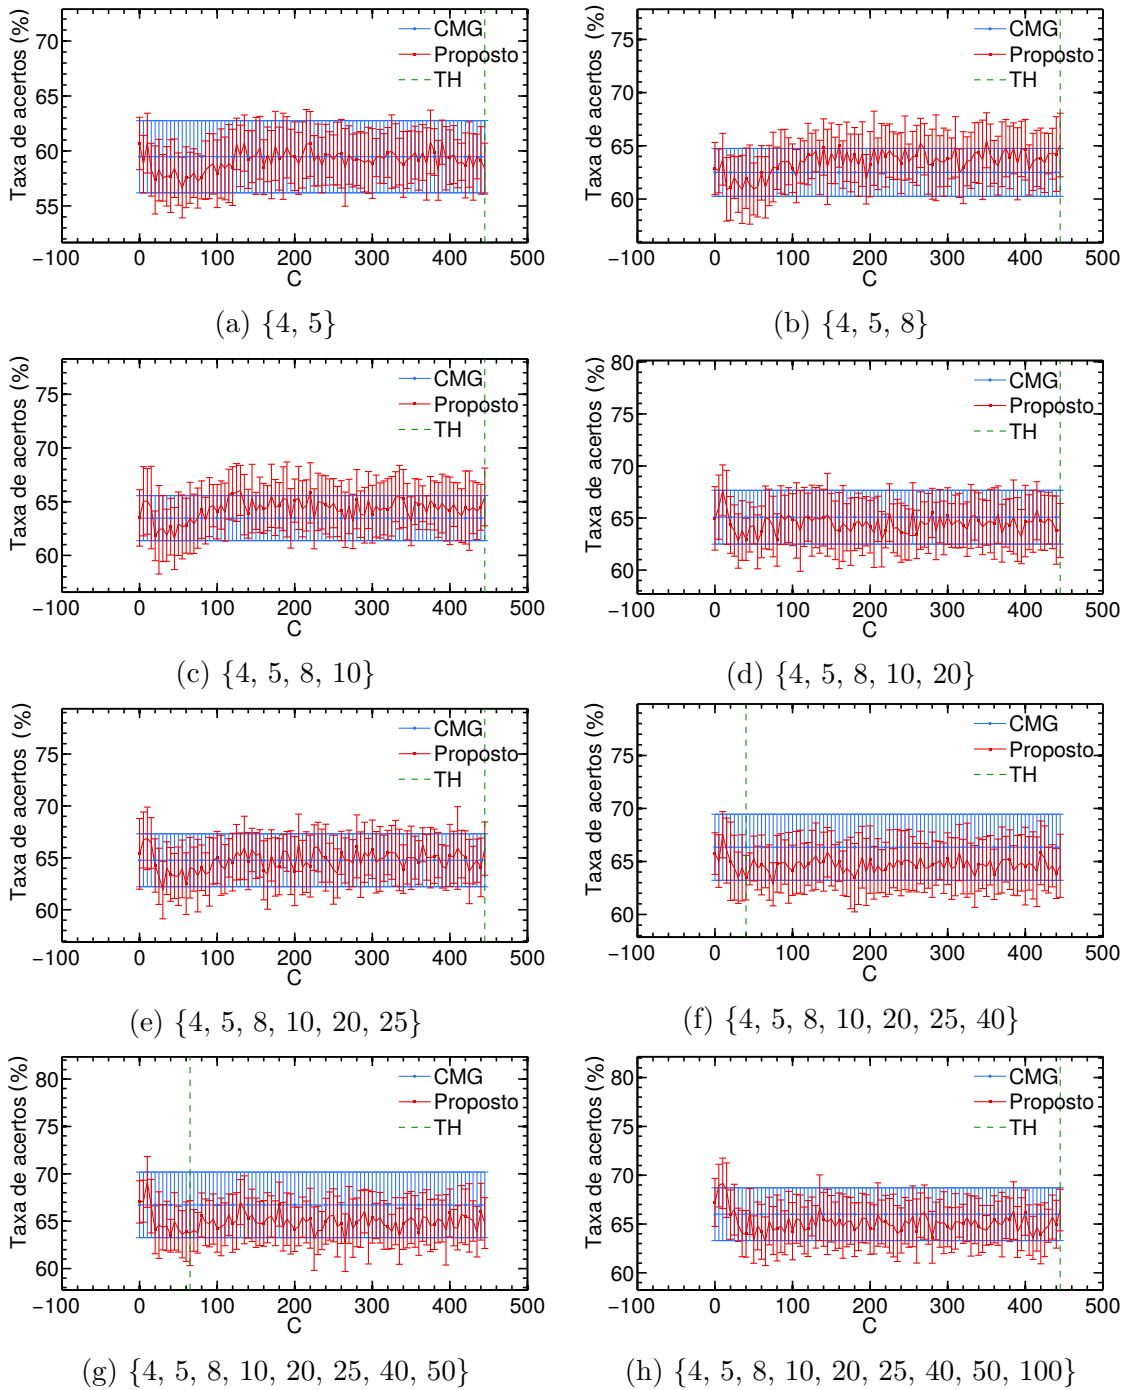 Taxa de acertos (%)
70
65
60
55
−100 0 100 200 300 400 500
C
CMG
Proposto
TH
(a) {4, 5}
Taxa de acertos (%)
75
70
65
60
−100 0 100 200 300 400 500
C
CMG
Proposto
TH
(b) {4, 5, 8}
Taxa de acertos (%)
75
70
65
60
−100 0 100 200 300 400 500
C
CMG
Proposto
TH
(c) {4, 5, 8, 10}
Taxa de acertos (%)
80
75
70
65
60
−100 0 100 200 300 400 500
C
CMG
Proposto
TH
(d) {4, 5, 8, 10, 20}
Taxa de acertos (%)
75
70
65
60
−100 0 100 200 300 400 500
C
CMG
Proposto
TH
(e) {4, 5, 8, 10, 20, 25}
Taxa de acertos (%)
75
70
65
60
−100 0 100 200 300 400 500
C
CMG
Proposto
TH
(f) {4, 5, 8, 10, 20, 25, 40}
Taxa de acertos (%)
80
75
70
65
60
−100 0 100 200 300 400 500
C
CMG
Proposto
TH
(g) {4, 5, 8, 10, 20, 25, 40, 50}
Taxa de acertos (%)
80
75
70
65
60
−100 0 100 200 300 400 500
C
CMG
Proposto
TH
(h) {4, 5, 8, 10, 20, 25, 40, 50, 100}